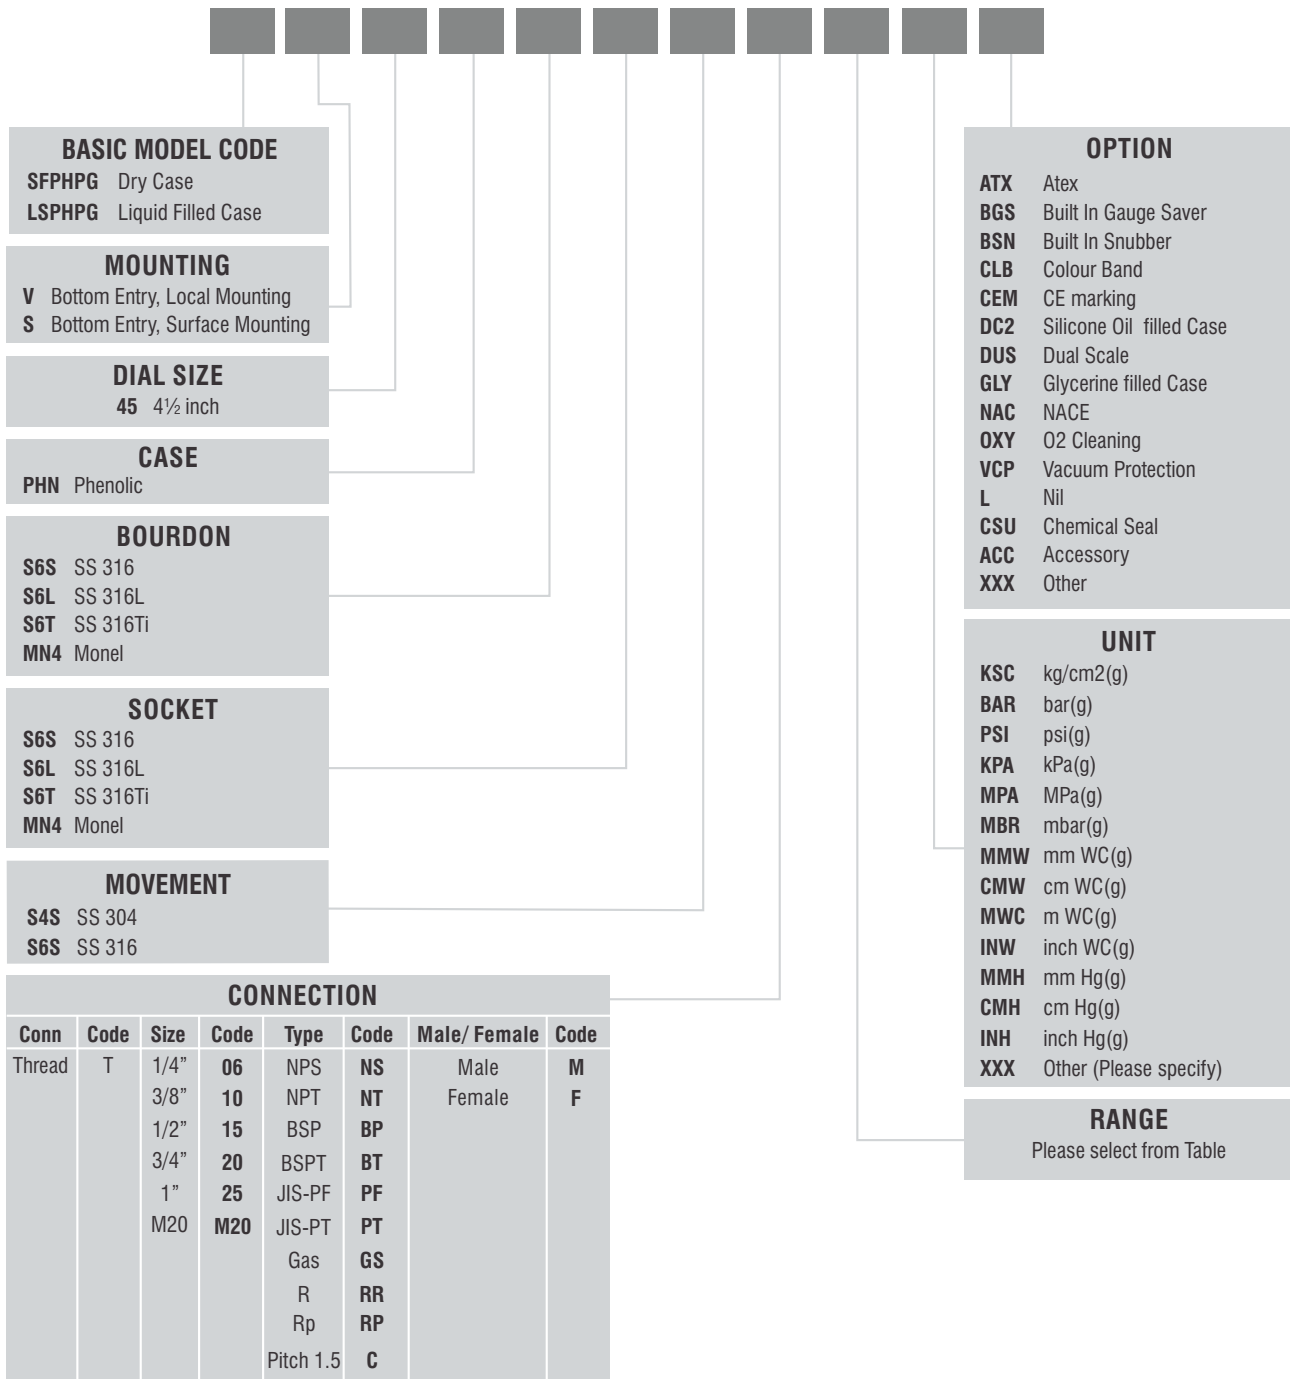 BASIC MODEL CODE
SFPHPG Dry Case
LSPHPG Liquid Filled Case
MOUNTING
V Bottom Entry, Local Mounting
S Bottom Entry, Surface Mounting
DIAL SIZE
45 4½ inch
CASE
PHN Phenolic
BOURDON
S6S SS 316
S6L SS 316L
S6T SS 316Ti
MN4 Monel
SOCKET
S6S SS 316
S6L SS 316L
S6T SS 316Ti
MN4 Monel
MOVEMENT
S4S SS 304
S6S SS 316
CONNECTION
Conn Code Size Code Type Code Male/ Female Code
Thread T 1/4” 06 NPS NS Male M
3/8” 10 NPT NT Female F
1/2” 15 BSP BP
3/4” 20 BSPT BT
1” 25 JIS-PF PF
M20 M20 JIS-PT PT
Gas GS
R RR
Rp RP
Pitch 1.5 C
OPTION
ATX Atex
BGS Built In Gauge Saver
BSN Built In Snubber
CLB Colour Band
CEM CE marking
DC2 Silicone Oil filled Case
DUS Dual Scale
GLY Glycerine filled Case
NAC NACE
OXY O2 Cleaning
VCP Vacuum Protection
L Nil
CSU Chemical Seal
ACC Accessory
XXX Other
UNIT
KSC kg/cm2(g)
BAR bar(g)
PSI psi(g)
KPA kPa(g)
MPA MPa(g)
MBR mbar(g)
MMW mm WC(g)
CMW cm WC(g)
MWC m WC(g)
INW inch WC(g)
MMH mm Hg(g)
CMH cm Hg(g)
INH inch Hg(g)
XXX Other (Please specify)
RANGE
Please select from Table